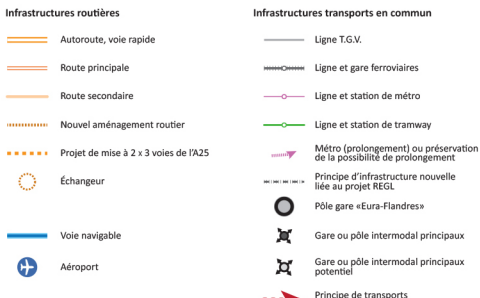 Infrastructures routières
Autoroute, voie rapide
Route principale
Route secondaire
Nouvel aménagement routier
Projet de mise à 2 x 3 voies de l'A25
Échangeur
Voie navigable
Aéroport
Infrastructures transports en commun
Ligne T.G.V.
Ligne et gare ferroviaires
Ligne et station de métro
Ligne et station de tramway
Métro (prolongement) ou préservation
de la possibilité de prolongement
Principe d'infrastructure nouvelle
liée au projet REGL
Pôle gare «Eura-Flandres»
Gare ou pôle intermodal principaux
Gare ou pôle intermodal principaux
potentiel
Principe de transports